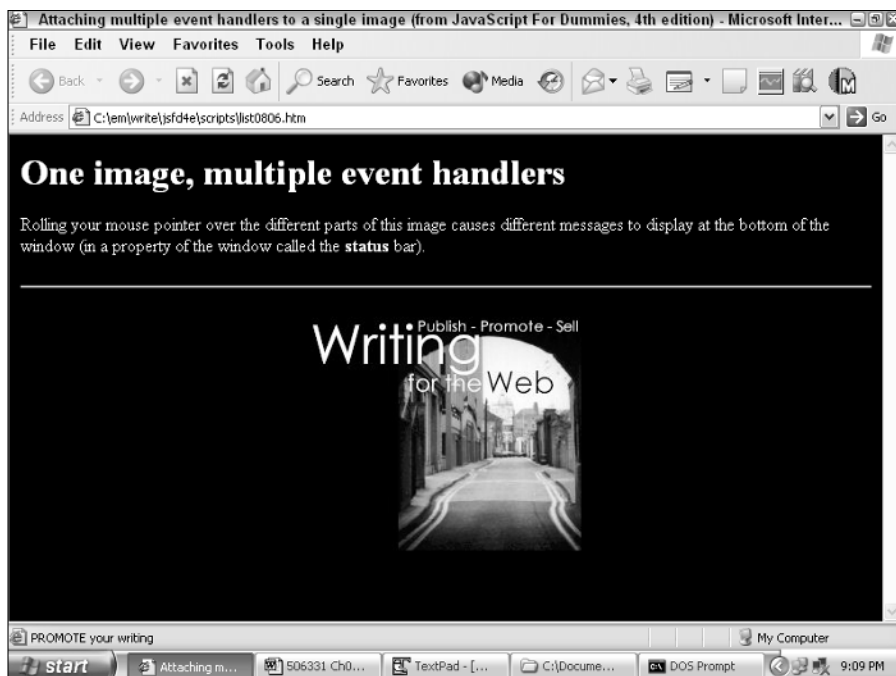 Attaching multiple event handlers to a single image (from JavaScript For Dummies, 4th edition) - Microsoft Inter...
File Edit View Favorites Tools Help
Back Search Favorites Media
Address C:\em\write\jsfd4e\scripts\list0806.htm Go
One image, multiple event handlers
Rolling your mouse pointer over the different parts of this image causes different messages to display at the bottom of the
window (in a property of the window called the status bar).
Publish - Promote - Sell
Writing
for the Web
PROMOTE your writing My Computer
start Attaching m... 506331 Ch0... TextPad - [... C:\Docume... DOS Prompt 9:09 PM